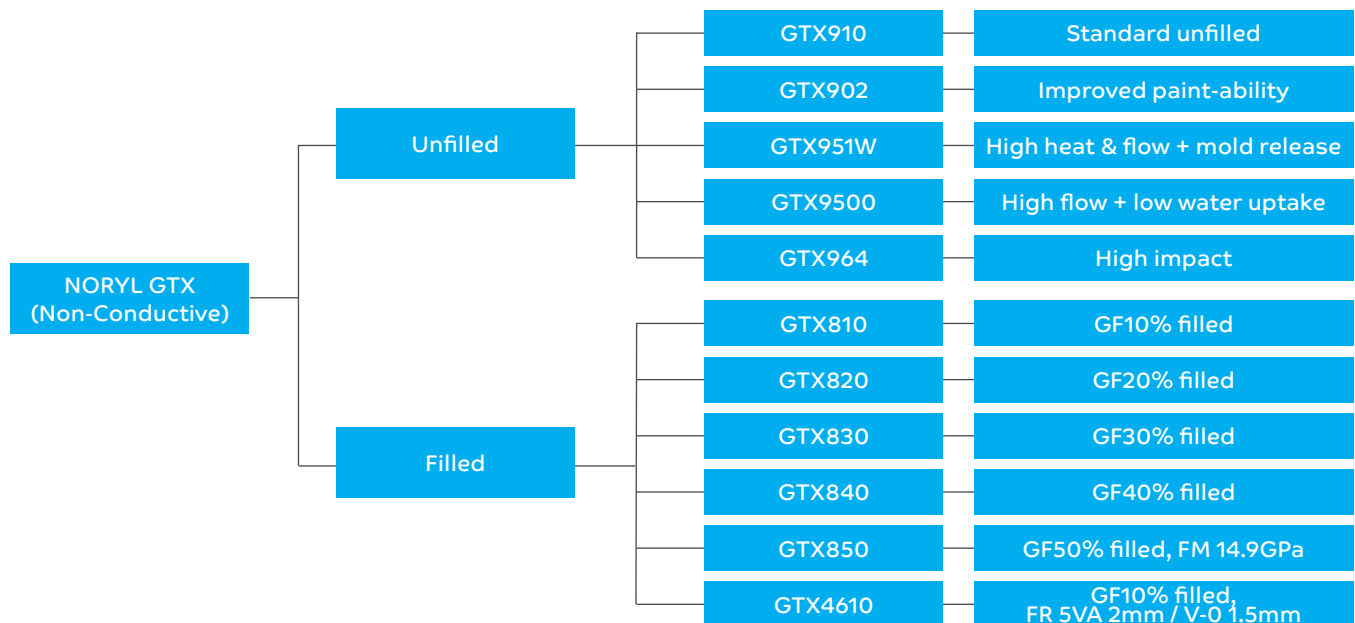 NORYL GTX
(Non-Conductive)
Unfilled
GTX910
Standard unfilled
GTX902
Improved paint-ability
GTX951W
High heat & flow + mold release
GTX9500
High flow + low water uptake
GTX964
High impact
Filled
GTX810
GF10% filled
GTX820
GF20% filled
GTX830
GF30% filled
GTX840
GF40% filled
GTX850
GF50% filled, FM 14.9GPa
GTX4610
GF10% filled,
FR 5VA 2mm / V-0 1.5mm